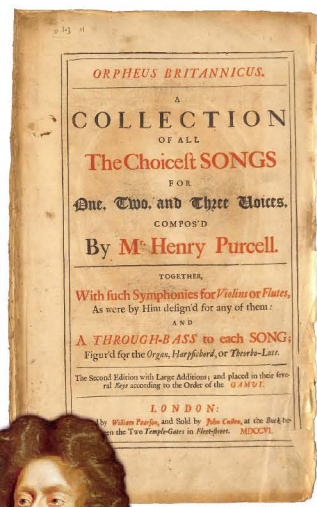 ORPHEUS BRITANNICUS.
A
COLLECTION
OF ALL
The Choiceſt SONGS
FOR
One, Two, and Three Voices,
COMPOS'D
By Mr. Henry Purcell.
TOGETHER,
With ſuch Symphonies for Violins or Flutes,
As were by Him deſign'd for any of them:
AND
A THROUGH-BASS to each SONG;
Figur'd for the Organ, Harpſichord, or Theorbo-Lute.
The Second Edition with Large Additions; and placed in their ſeve-
ral Keys according to the Order of the GAMUT.
LONDON:
by William Pearſon, and Sold by John Cullen, at the Buck be-
the Two Temple-Gates in Fleet-ſtreet. MDCCVI.